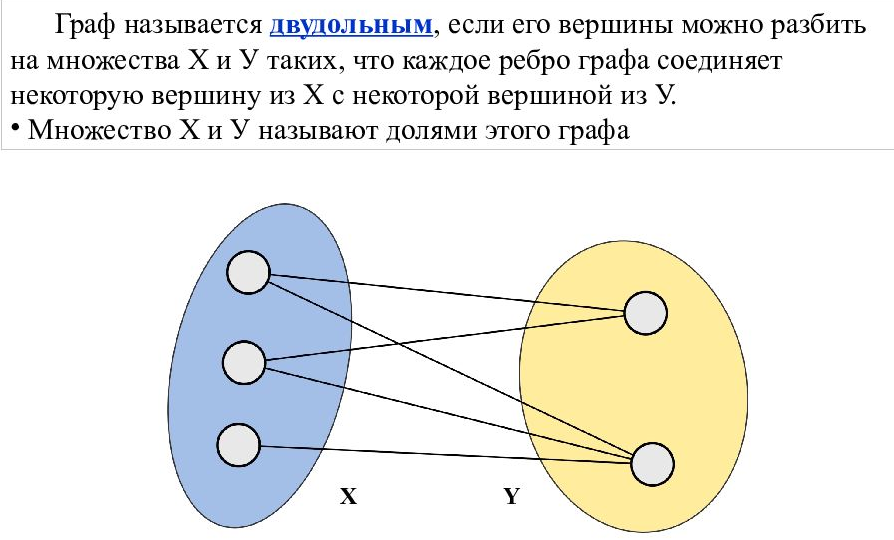 Граф называется двудольным, если его вершины можно разбить
на множества X и У таких, что каждое ребро графа соединяет
некоторую вершину из X с некоторой вершиной из У.
• Множество X и У называют долями этого графа
X Y